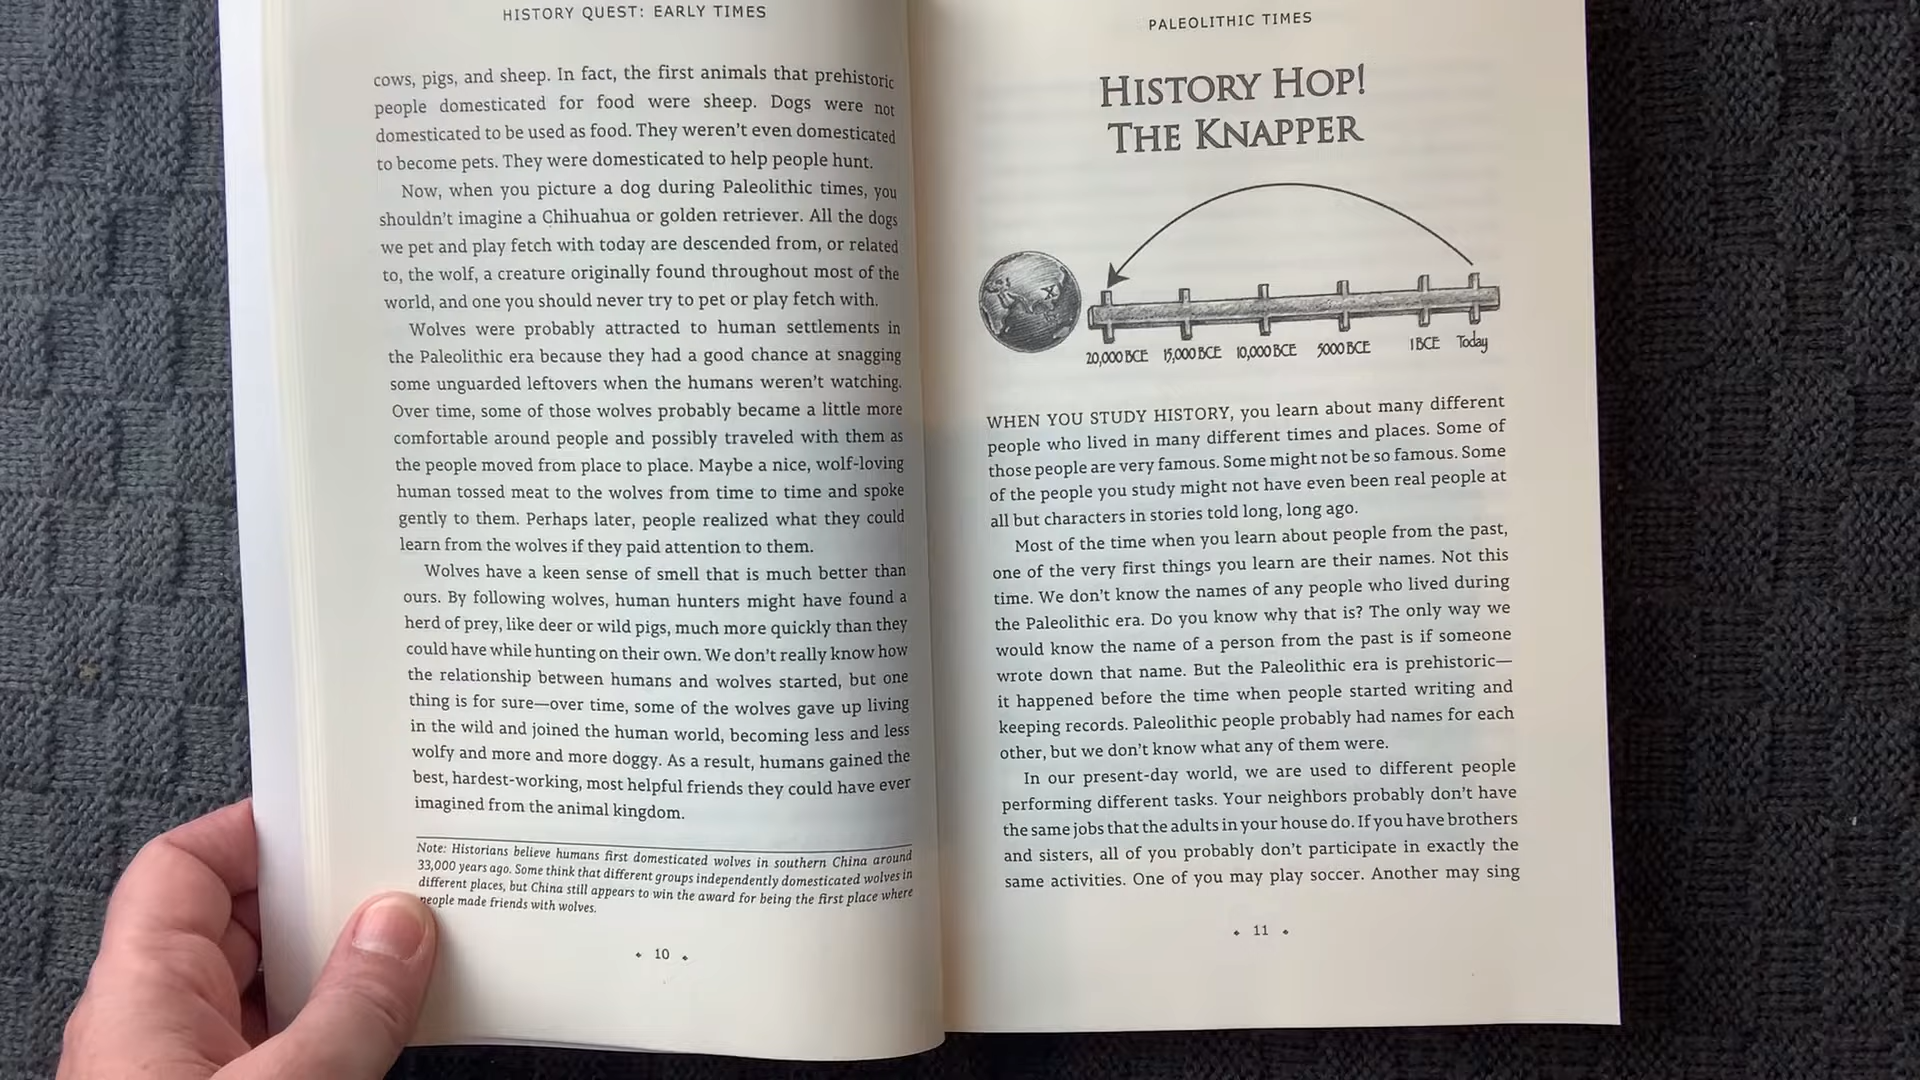 HISTORY QUEST: EARLY TIMES
cows, pigs, and sheep. In fact, the first animals that prehistoric
people domesticated for food were sheep. Dogs were not
domesticated to be used as food. They weren't even domesticated
to become pets. They were domesticated to help people hunt.
Now, when you picture a dog during Paleolithic times, you
shouldn't imagine a Chihuahua or golden retriever. All the dogs
we pet and play fetch with today are descended from, or related
to, the wolf, a creature originally found throughout most of the
world, and one you should never try to pet or play fetch with.
Wolves were probably attracted to human settlements in
the Paleolithic era because they had a good chance at snagging
some unguarded leftovers when the humans weren't watching.
Over time, some of those wolves probably became a little more
comfortable around people and possibly traveled with them as
the people moved from place to place. Maybe a nice, wolf-loving
human tossed meat to the wolves from time to time and spoke
gently to them. Perhaps later, people realized what they could
learn from the wolves if they paid attention to them.
Wolves have a keen sense of smell that is much better than
ours. By following wolves, human hunters might have found a
herd of prey, like deer or wild pigs, much more quickly than they
could have while hunting on their own. We don't really know how
the relationship between humans and wolves started, but one
thing is for sure—over time, some of the wolves gave up living
in the wild and joined the human world, becoming less and less
wolfy and more and more doggy. As a result, humans gained the
best, hardest-working, most helpful friends they could have ever
imagined from the animal kingdom.
Note: Historians believe humans first domesticated wolves in southern China around
33,000 years ago. Some think that different groups independently domesticated wolves in
different places, but China still appears to win the award for being the first place where
people made friends with wolves.
10
PALEOLITHIC TIMES
HISTORY HOP!
THE KNAPPER
X
20,000 BCE 15,000 BCE 10,000 BCE 5000 BCE 1 BCE Today
WHEN YOU STUDY HISTORY, you learn about many different
people who lived in many different times and places. Some of
those people are very famous. Some might not be so famous. Some
of the people you study might not have even been real people at
all but characters in stories told long, long ago.
Most of the time when you learn about people from the past,
one of the very first things you learn are their names. Not this
time. We don't know the names of any people who lived during
the Paleolithic era. Do you know why that is? The only way we
would know the name of a person from the past is if someone
wrote down that name. But the Paleolithic era is prehistoric—
it happened before the time when people started writing and
keeping records. Paleolithic people probably had names for each
other, but we don't know what any of them were.
In our present-day world, we are used to different people
performing different tasks. Your neighbors probably don't have
the same jobs that the adults in your house do. If you have brothers
and sisters, all of you probably don't participate in exactly the
same activities. One of you may play soccer. Another may sing
11